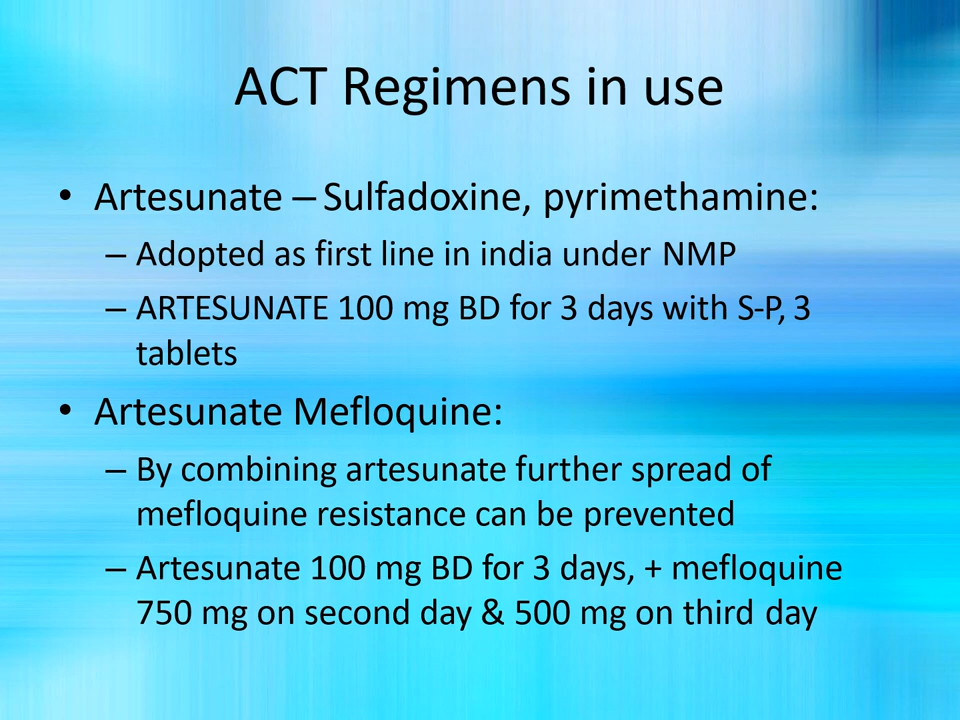 ACT Regimens in use
• Artesunate – Sulfadoxine, pyrimethamine:
– Adopted as first line in india under NMP
– ARTESUNATE 100 mg BD for 3 days with S-P, 3
tablets
• Artesunate Mefloquine:
– By combining artesunate further spread of
mefloquine resistance can be prevented
– Artesunate 100 mg BD for 3 days, + mefloquine
750 mg on second day & 500 mg on third day